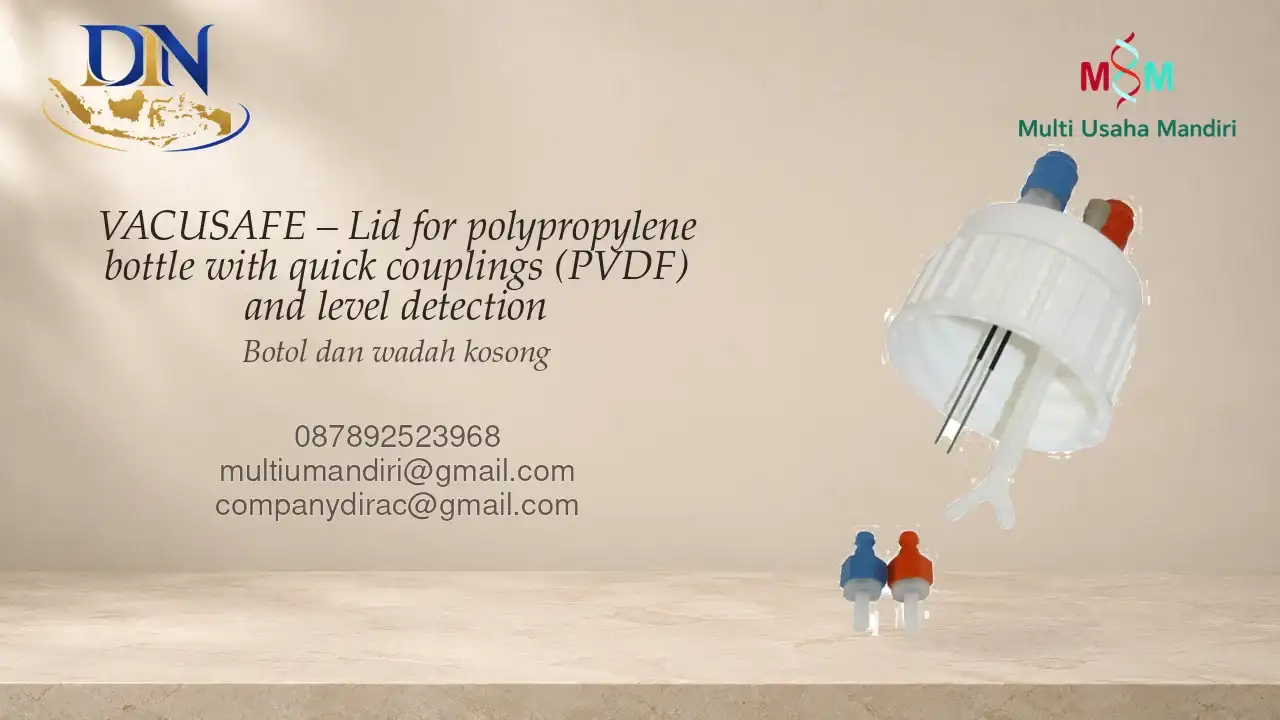 DN
M M
Multi Usaha Mandiri
VACUSAFE – Lid for polypropylene
bottle with quick couplings (PVDF)
and level detection
Botol dan wadah kosong
087892523968
multiumandiri@gmail.com
companydirac@gmail.com